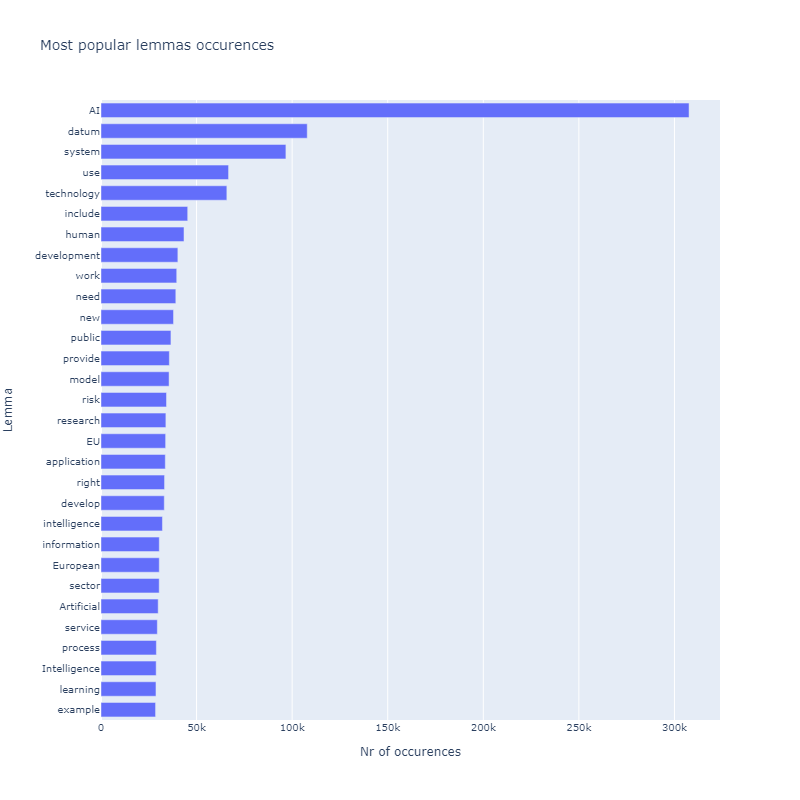 Most popular lemmas occurences
AI
datum
system
use
technology
include
human
development
work
need
new
public
provide
model
risk
research
EU
application
right
develop
intelligence
information
European
sector
Artificial
service
process
Intelligence
learning
example
Lemma
0 50k 100k 150k 200k 250k 300k
Nr of occurences